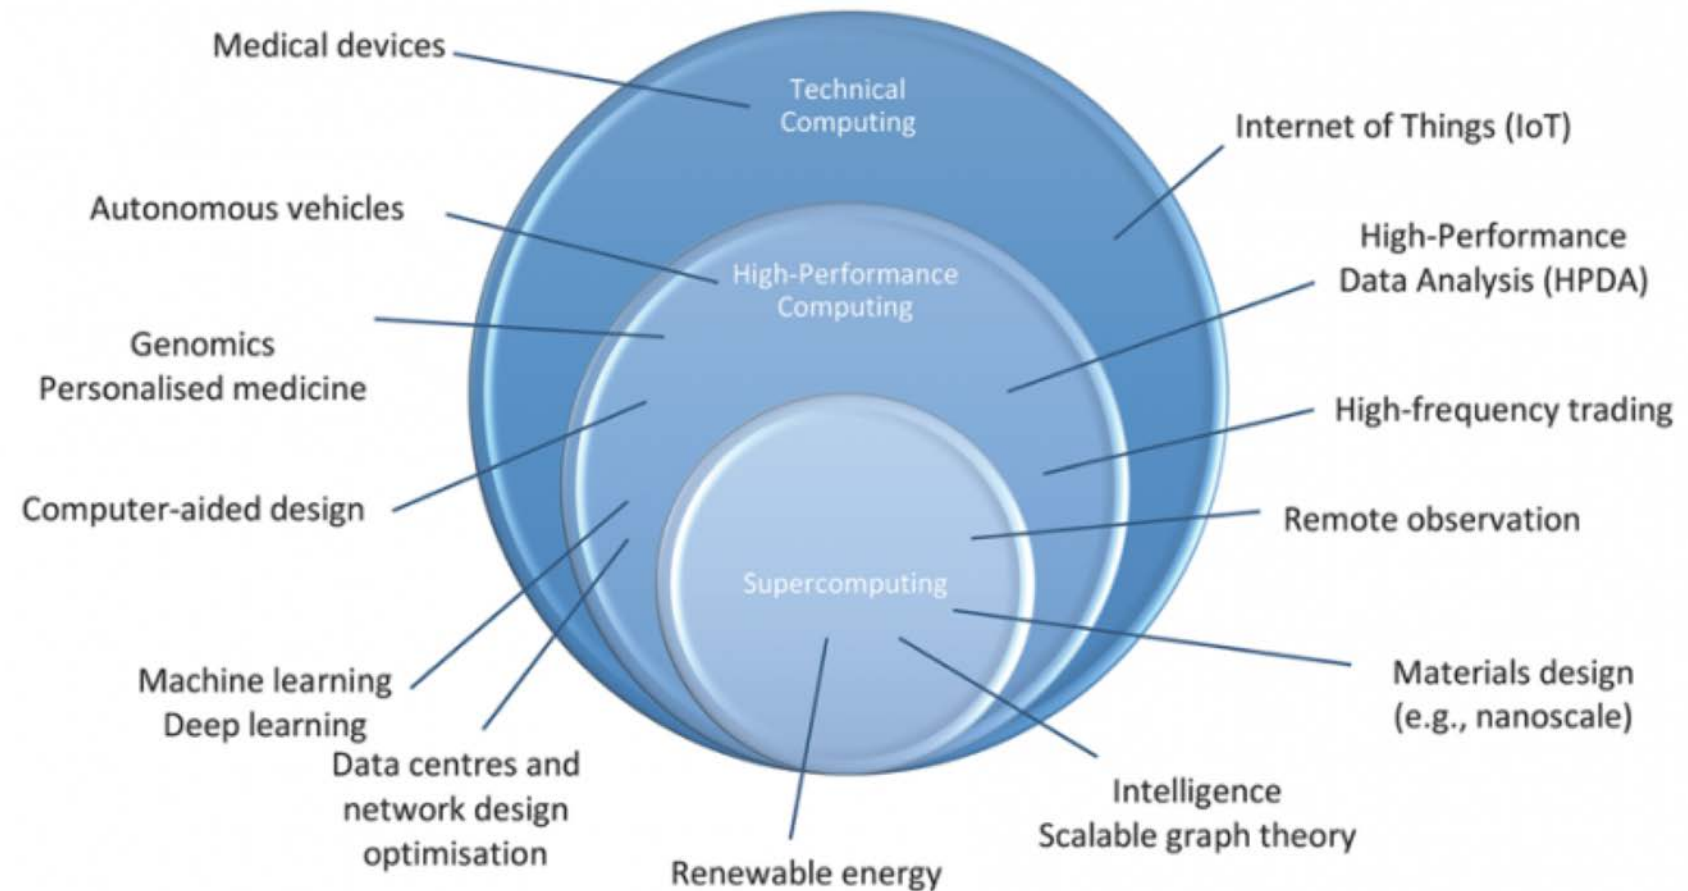 Medical devices
Technical
Computing
Internet of Things (IoT)
Autonomous vehicles
High-Performance
Data Analysis (HPDA)
High-Performance
Computing
Genomics
Personalised medicine
High-frequency trading
Computer-aided design
Remote observation
Supercomputing
Machine learning
Deep learning
Materials design
(e.g., nanoscale)
Data centres and
network design
optimisation
Intelligence
Scalable graph theory
Renewable energy